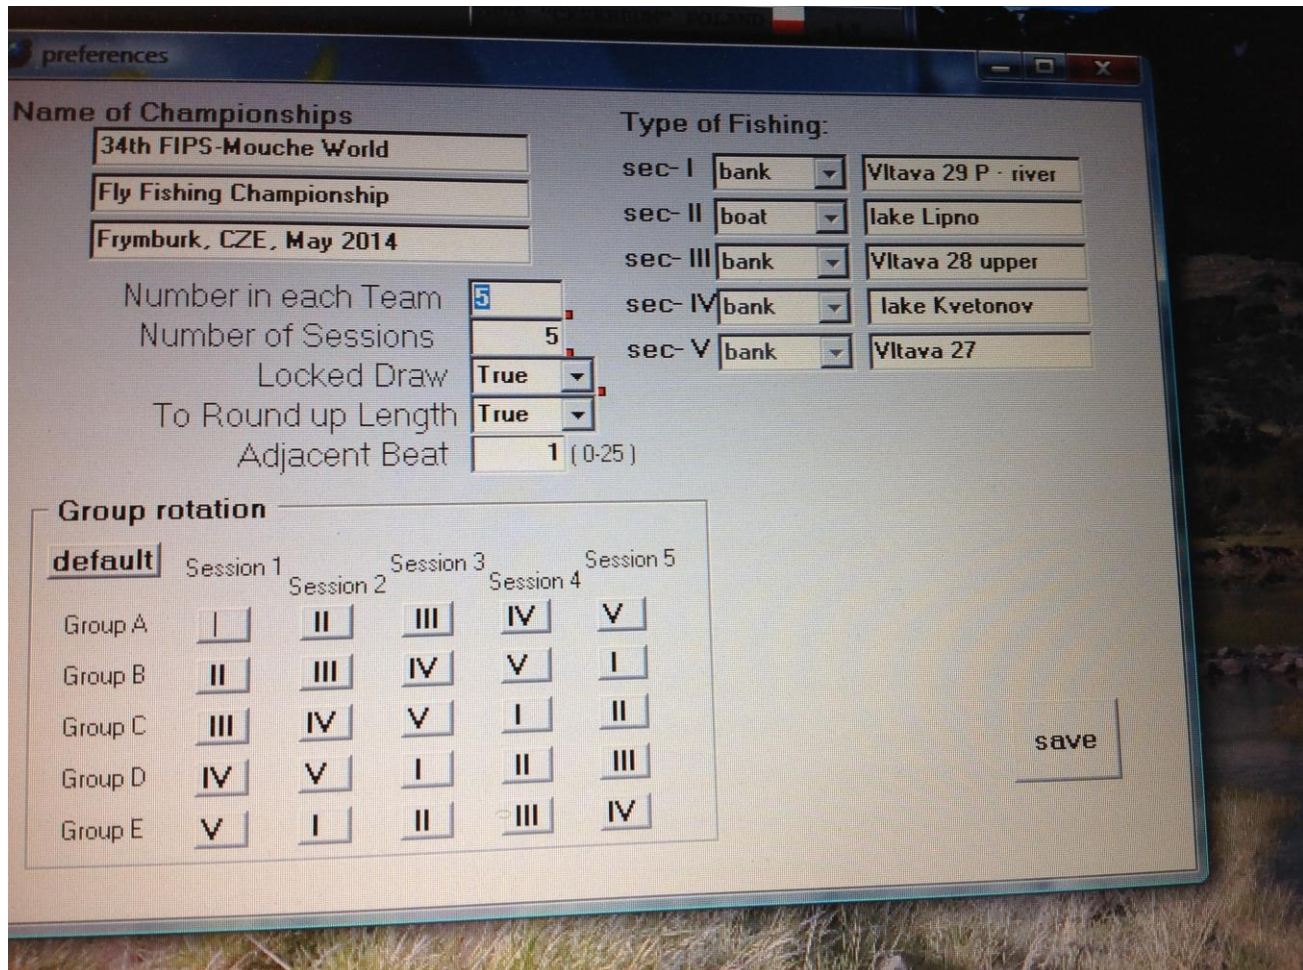 POLAND
preferences
Name of Championships
34th FIPS-Mouche World
Fly Fishing Championship
Frymburk, CZE, May 2014
Number in each Team 5
Number of Sessions 5
Locked Draw True
To Round up Length True
Adjacent Beat 1 ( 0-25 )
Type of Fishing:
sec- I bank Vltava 29 P - river
sec- II boat lake Lipno
sec- III bank Vltava 28 upper
sec- IV bank lake Kvetonov
sec- V bank Vltava 27
Group rotation
default Session 1 Session 2 Session 3 Session 4 Session 5
Group A I II III IV V
Group B II III IV V I
Group C III IV V I II
Group D IV V I II III
Group E V I II III IV
save